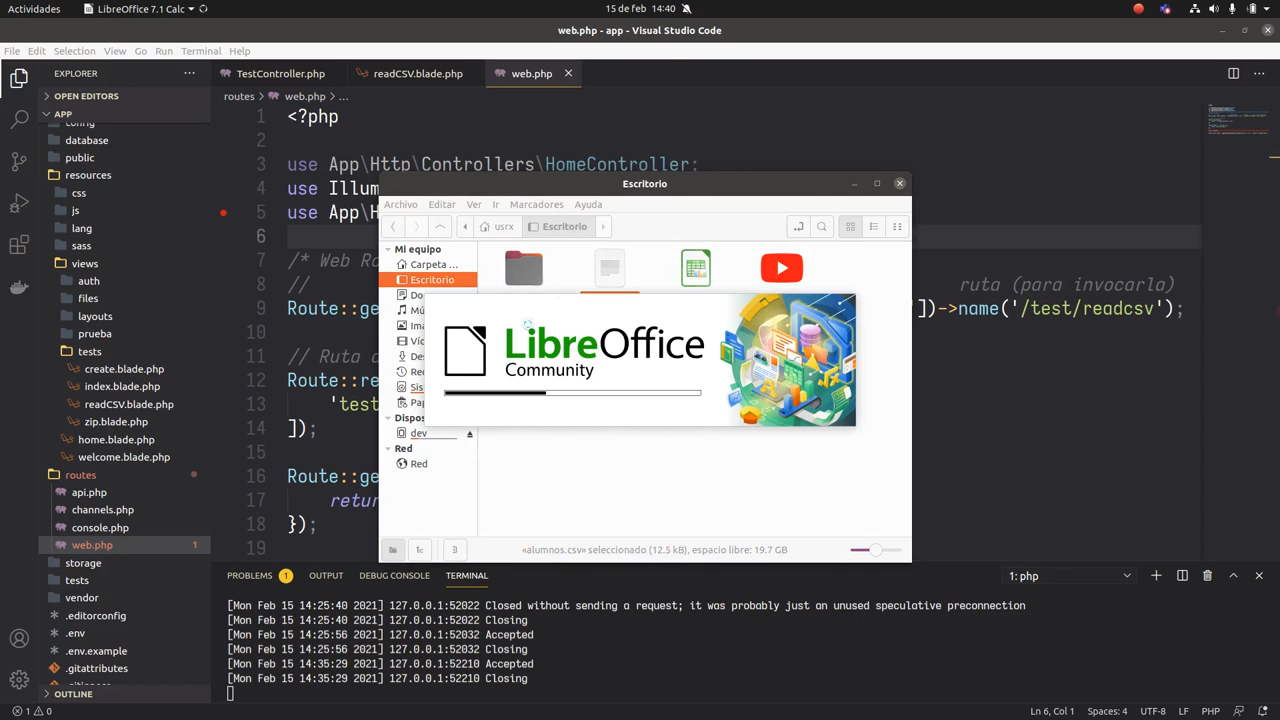 Actividades
LibreOffice 7.1 Calc
15 de feb 14:40
web.php - app - Visual Studio Code
File Edit Selection View Go Run Terminal Help
EXPLORER
TestController.php
readCSV.blade.php
web.php
OPEN EDITORS
routes > web.php > ...
APP
config
database
public
resources
css
js
lang
sass
views
auth
files
layouts
prueba
tests
create.blade.php
index.blade.php
readCSV.blade.php
zip.blade.php
home.blade.php
welcome.blade.php
routes
api.php
channels.php
console.php
web.php 1
storage
tests
vendor
.editorconfig
.env
.env.example
.gitattributes
OUTLINE
1 <?php
2
3 use App\Http\Controllers\HomeController;
4 use Illum
5 use App\H
6
7 /* Web Ro
8 // ruta (para invocarla)
9 Route::ge '])->name('/test/readcsv');
10
11 // Ruta d
12 Route::re
13 'test
14 ]);
15
16 Route::ge
17 retur
18 });
19
Escritorio
Archivo Editar Ver Ir Marcadores Ayuda
usrx
Escritorio
Mi equipo
Carpeta ...
Escritorio
Do
Mú
Imá
Víd
Des
Rec
Sis
Pap
Dispos
dev
Red
Red
LibreOffice
Community
«alumnos.csv» seleccionado (12.5 kB), espacio libre: 19.7 GB
PROBLEMS 1 OUTPUT DEBUG CONSOLE TERMINAL
1: php
[Mon Feb 15 14:25:40 2021] 127.0.0.1:52022 Closed without sending a request; it was probably just an unused speculative preconnection
[Mon Feb 15 14:25:40 2021] 127.0.0.1:52022 Closing
[Mon Feb 15 14:25:56 2021] 127.0.0.1:52032 Accepted
[Mon Feb 15 14:25:56 2021] 127.0.0.1:52032 Closing
[Mon Feb 15 14:35:29 2021] 127.0.0.1:52210 Accepted
[Mon Feb 15 14:35:29 2021] 127.0.0.1:52210 Closing
1 0
Ln 6, Col 1 Spaces: 4 UTF-8 LF PHP